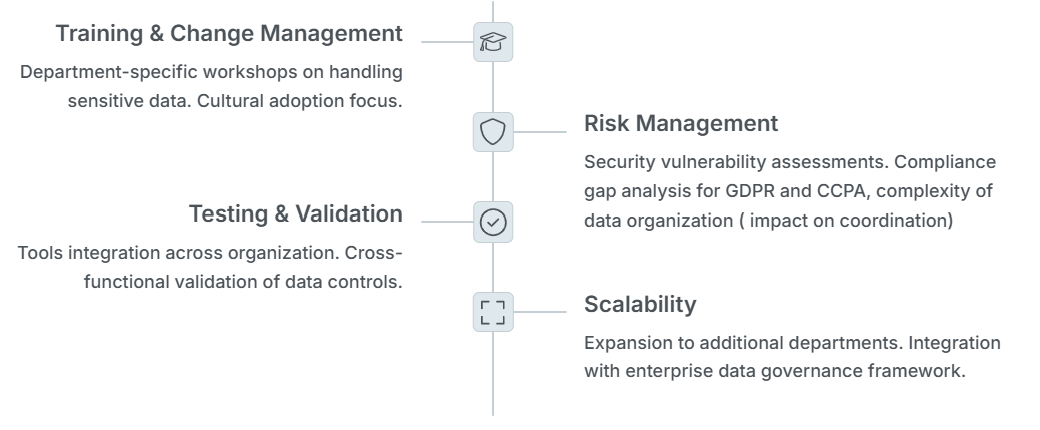 Training & Change Management
Department-specific workshops on handling
sensitive data. Cultural adoption focus.
Risk Management
Security vulnerability assessments. Compliance
gap analysis for GDPR and CCPA, complexity of
data organization ( impact on coordination)
Testing & Validation
Tools integration across organization. Cross-
functional validation of data controls.
Scalability
Expansion to additional departments. Integration
with enterprise data governance framework.